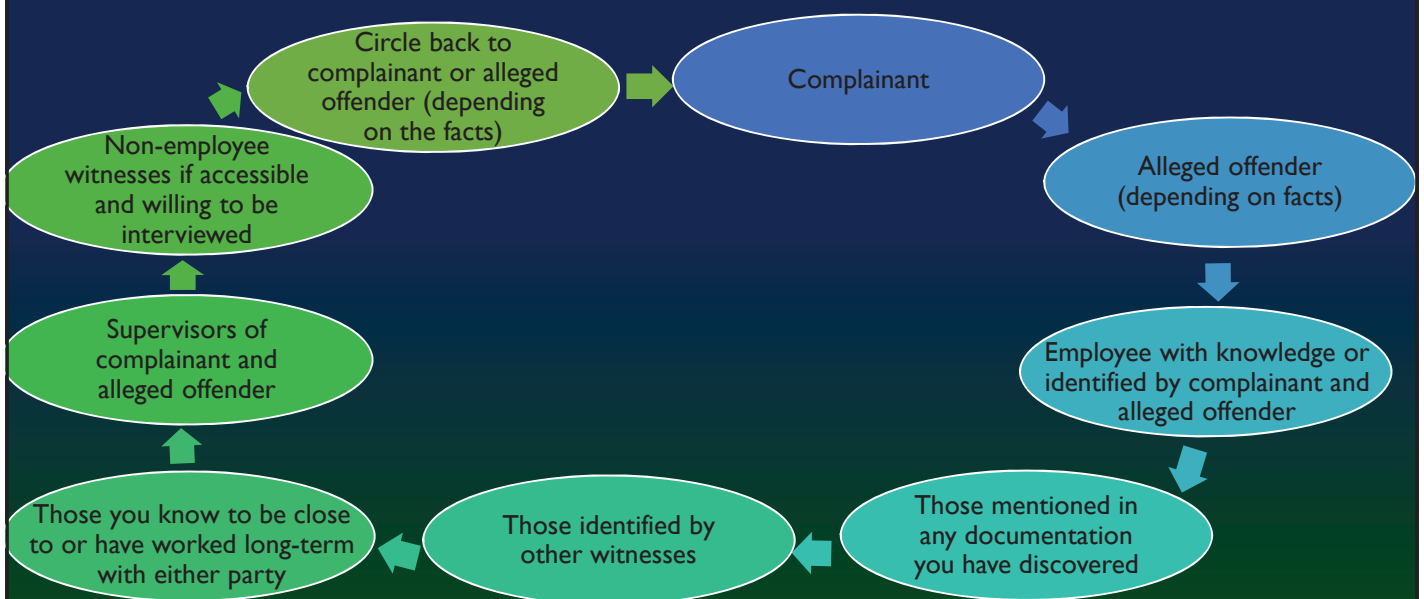 Circle back to
complainant or alleged
offender (depending
on the facts)
Complainant
Alleged offender
(depending on facts)
Employee with knowledge or
identified by complainant and
alleged offender
Those mentioned in
any documentation
you have discovered
Those identified by
other witnesses
Those you know to be close
to or have worked long-term
with either party
Supervisors of
complainant and
alleged offender
Non-employee
witnesses if accessible
and willing to be
interviewed